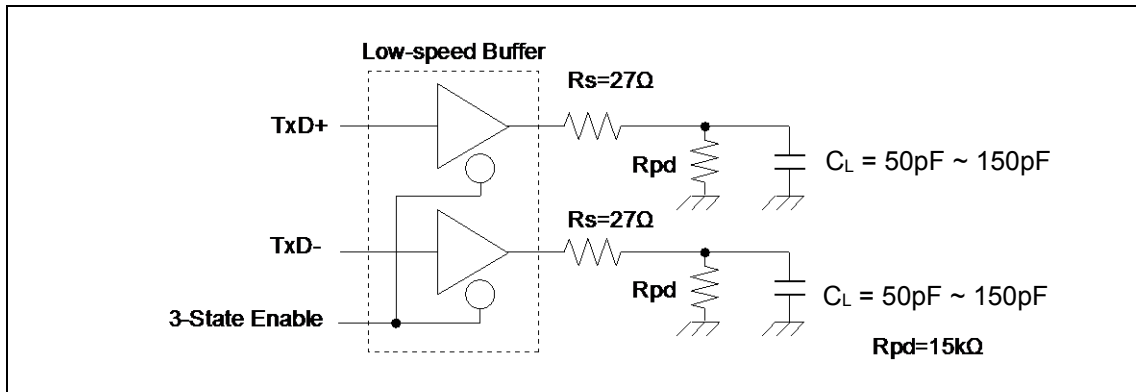 Low-speed Buffer
Rs=27Ω
TxD+
Rpd
CL = 50pF ~ 150pF
Rs=27Ω
TxD-
Rpd
CL = 50pF ~ 150pF
3-State Enable
Rpd=15kΩ